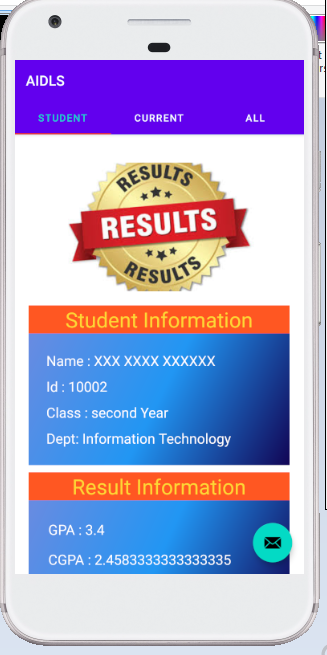 AIDLS
STUDENT CURRENT ALL
RESULTS
RESULTS
RESULTS
Student Information
Name : XXX XXXX XXXXXX
Id : 10002
Class : second Year
Dept: Information Technology
Result Information
GPA : 3.4
CGPA : 2.4583333333333335